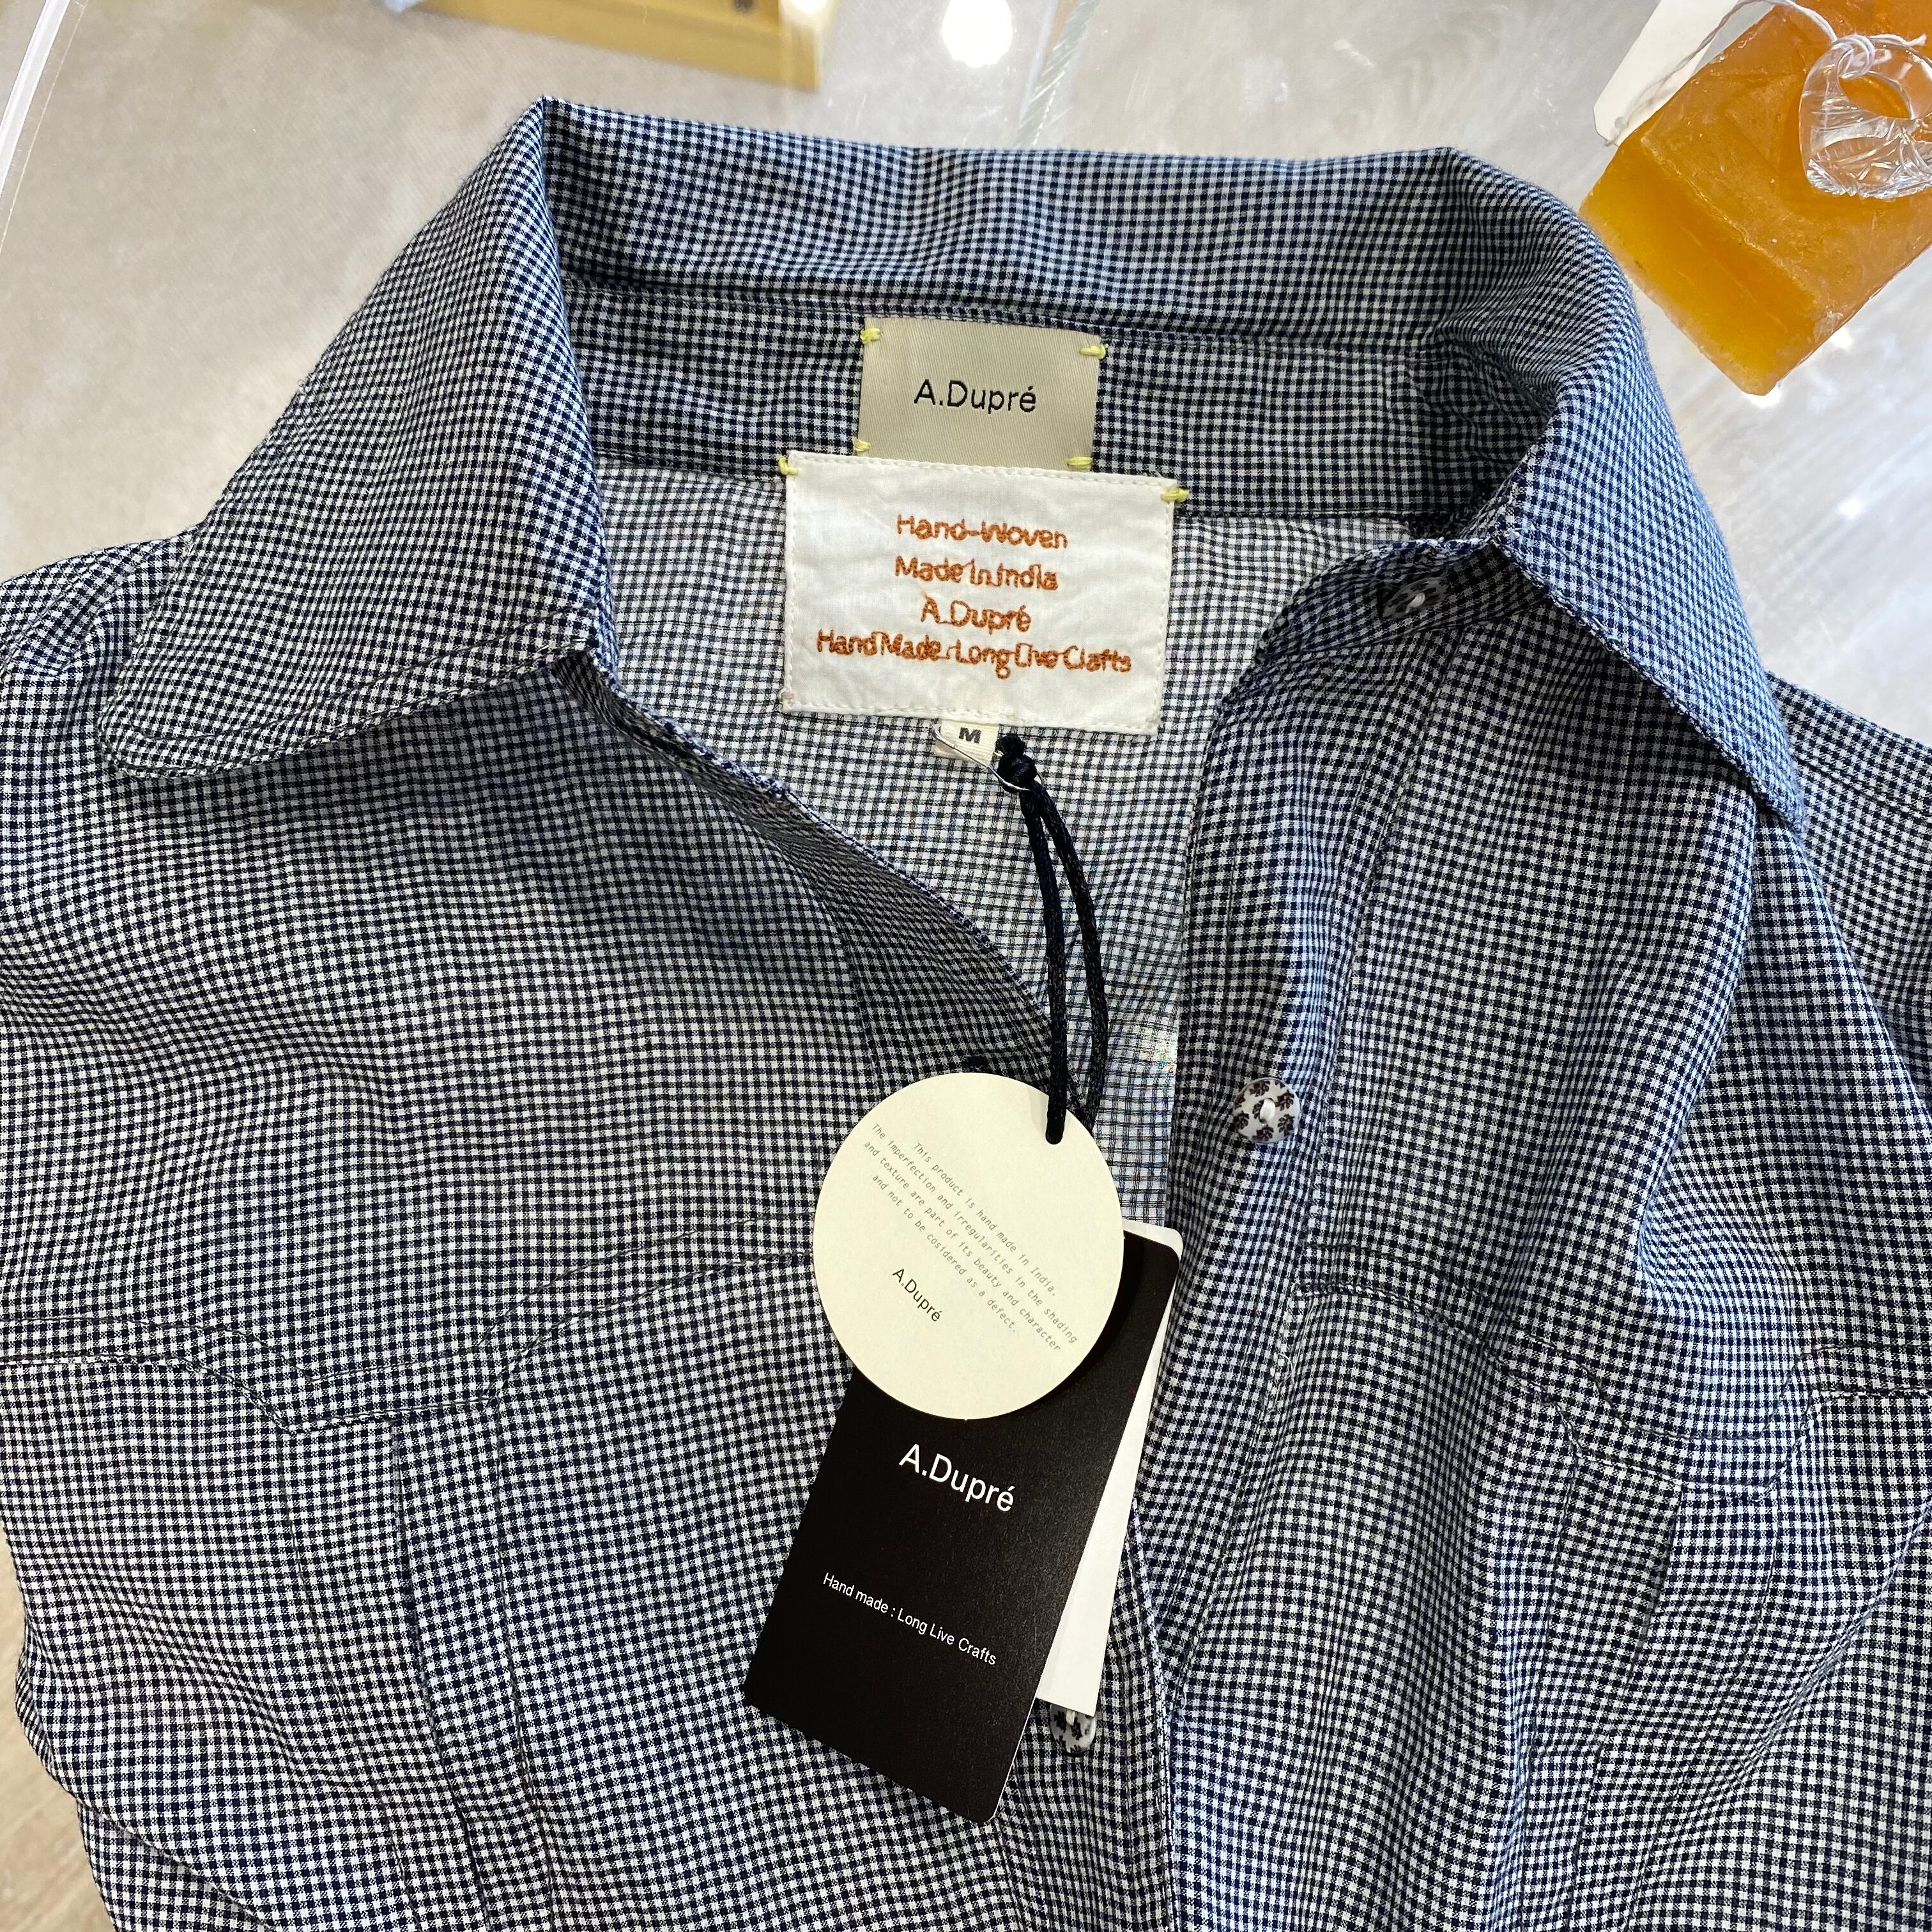 A.Dupré
Hand-Woven
Made in India
A.Dupré
Hand Made : Long Live Crafts
M
This product is hand made in India.
The imperfection and irregularities in the shading
and texture are part of its beauty and character
and not to be cosidered as a defect.
A.Dupré
A.Dupré
Hand made : Long Live Crafts